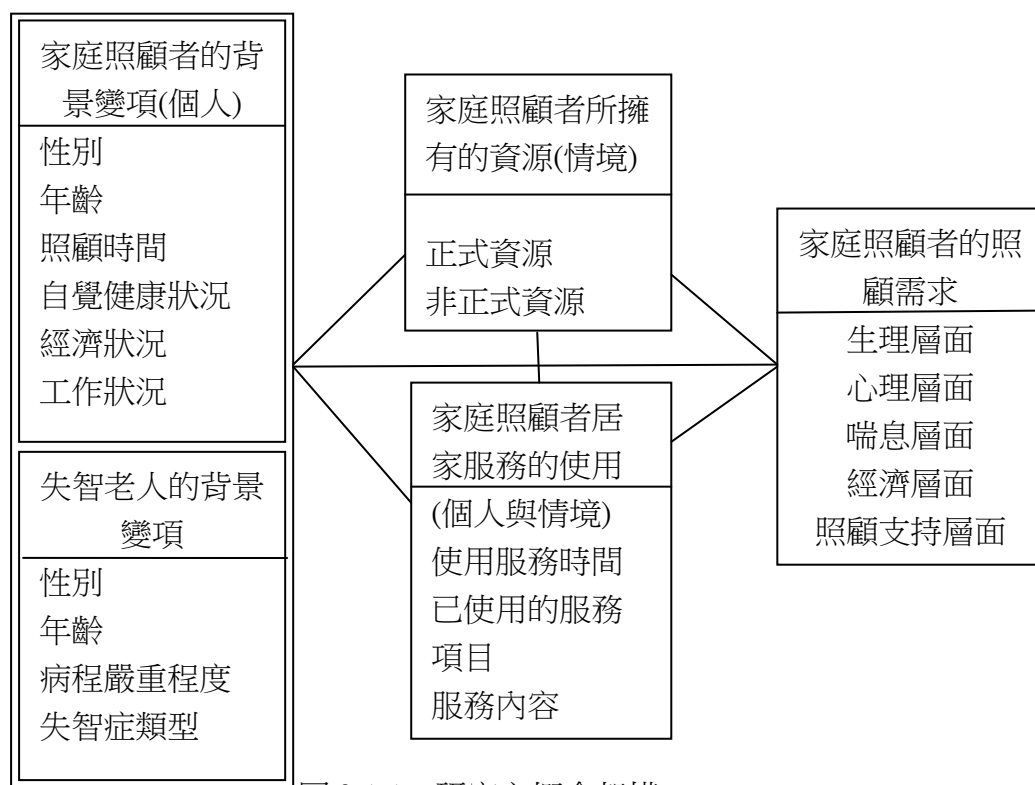 家庭照顧者的背
景變項(個人)
性別
年齡
照顧時間
自覺健康狀況
經濟狀況
工作狀況
失智老人的背景
變項
性別
年齡
病程嚴重程度
失智症類型
家庭照顧者所擁
有的資源(情境)
正式資源
非正式資源
家庭照顧者居
家服務的使用
(個人與情境)
使用服務時間
已使用的服務
項目
服務內容
家庭照顧者的照
顧需求
生理層面
心理層面
喘息層面
經濟層面
照顧支持層面